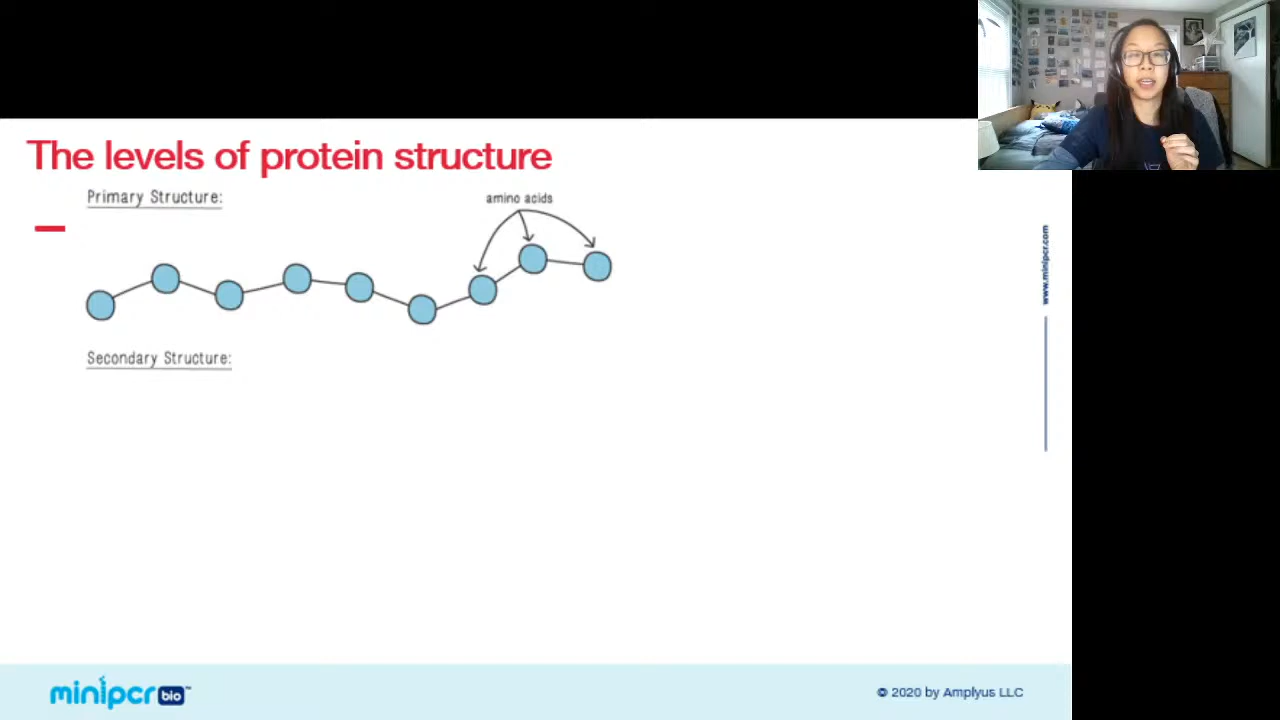 The levels of protein structure
Primary Structure:
amino acids
Secondary Structure:
www.minipcr.com
minipcr bio™
© 2020 by Amplyus LLC